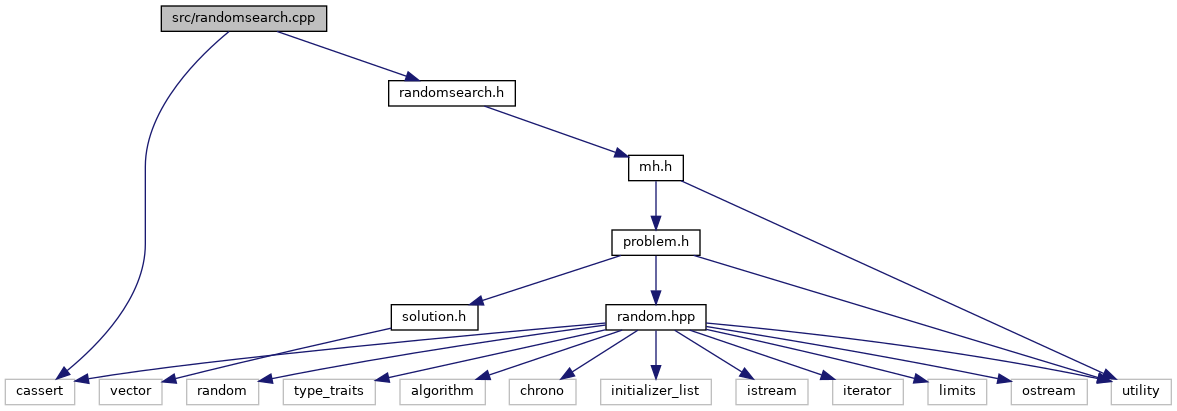 src/randomsearch.cpp
randomsearch.h
mh.h
problem.h
solution.h
random.hpp
cassert
vector
random
type_traits
algorithm
chrono
initializer_list
istream
iterator
limits
ostream
utility